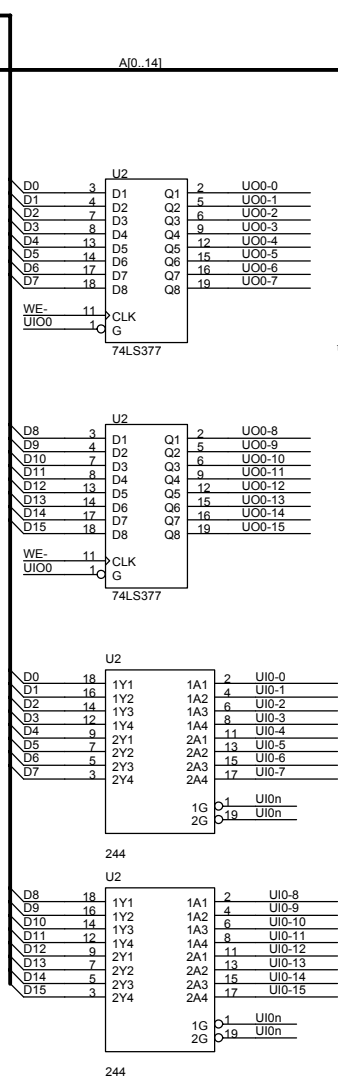 A[0..14]
U2
D0 3 D1 Q1 2 UO0-0
D1 4 D2 Q2 5 UO0-1
D2 7 D3 Q3 6 UO0-2
D3 8 D4 Q4 9 UO0-3
D4 13 D5 Q5 12 UO0-4
D5 14 D6 Q6 15 UO0-5
D6 17 D7 Q7 16 UO0-6
D7 18 D8 Q8 19 UO0-7
WE- 11 CLK
UIO0 1 G
74LS377
U2
D8 3 D1 Q1 2 UO0-8
D9 4 D2 Q2 5 UO0-9
D10 7 D3 Q3 6 UO0-10
D11 8 D4 Q4 9 UO0-11
D12 13 D5 Q5 12 UO0-12
D13 14 D6 Q6 15 UO0-13
D14 17 D7 Q7 16 UO0-14
D15 18 D8 Q8 19 UO0-15
WE- 11 CLK
UIO0 1 G
74LS377
U2
D0 18 1Y1 1A1 2 UI0-0
D1 16 1Y2 1A2 4 UI0-1
D2 14 1Y3 1A3 6 UI0-2
D3 12 1Y4 1A4 8 UI0-3
D4 9 2Y1 2A1 11 UI0-4
D5 7 2Y2 2A2 13 UI0-5
D6 5 2Y3 2A3 15 UI0-6
D7 3 2Y4 2A4 17 UI0-7
1G 1 UI0n
2G 19 UI0n
244
U2
D8 18 1Y1 1A1 2 UI0-8
D9 16 1Y2 1A2 4 UI0-9
D10 14 1Y3 1A3 6 UI0-10
D11 12 1Y4 1A4 8 UI0-11
D12 9 2Y1 2A1 11 UI0-12
D13 7 2Y2 2A2 13 UI0-13
D14 5 2Y3 2A3 15 UI0-14
D15 3 2Y4 2A4 17 UI0-15
1G 1 UI0n
2G 19 UI0n
244